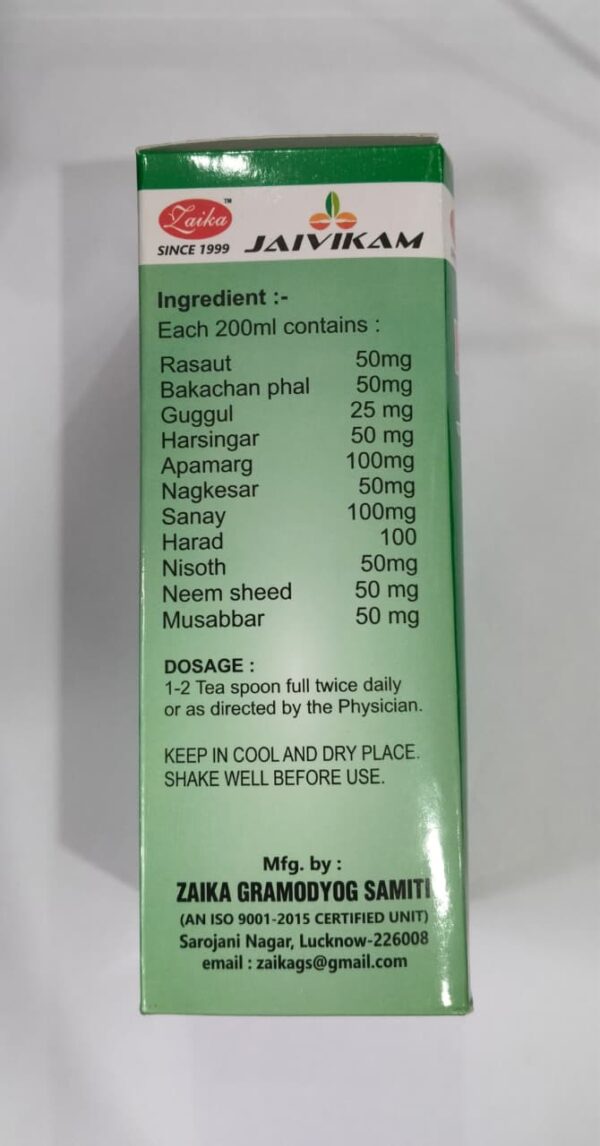 Zaika TM
SINCE 1999
JAIVIKAM
Ingredient :-
Each 200ml contains :
Rasaut 50mg
Bakachan phal 50mg
Guggul 25 mg
Harsingar 50 mg
Apamarg 100mg
Nagkesar 50mg
Sanay 100mg
Harad 100
Nisoth 50mg
Neem sheed 50 mg
Musabbar 50 mg
DOSAGE :
1-2 Tea spoon full twice daily
or as directed by the Physician.
KEEP IN COOL AND DRY PLACE.
SHAKE WELL BEFORE USE.
Mfg. by :
ZAIKA GRAMODYOG SAMITI
(AN ISO 9001-2015 CERTIFIED UNIT)
Sarojani Nagar, Lucknow-226008
email : zaikags@gmail.com